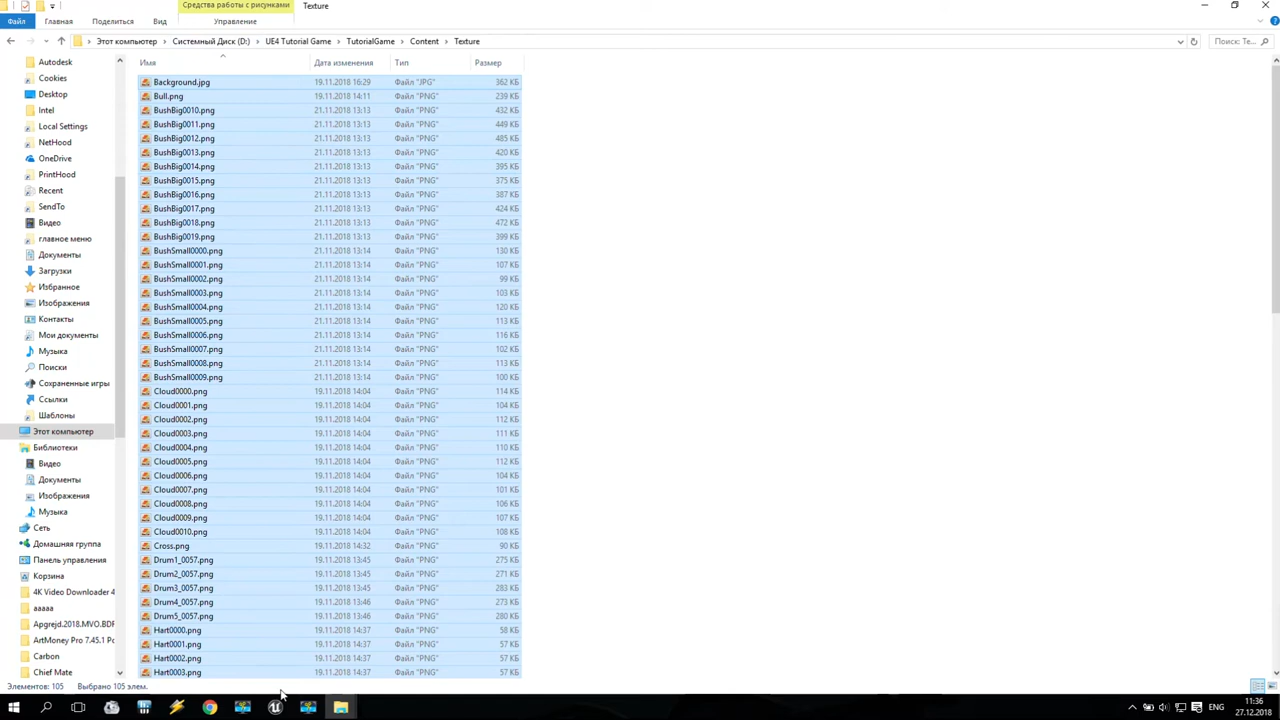 Средства работы с рисунками Texture
Файл Главная Поделиться Вид Управление
Этот компьютер › Системный Диск (D:) › UE4 Tutorial Game › TutorialGame › Content › Texture Поиск: Te...
Autodesk
Cookies
Desktop
Intel
Local Settings
NetHood
OneDrive
PrintHood
Recent
SendTo
Видео
главное меню
Документы
Загрузки
Избранное
Изображения
Контакты
Мои документы
Музыка
Поиски
Сохраненные игры
Ссылки
Шаблоны
Этот компьютер
Библиотеки
Видео
Документы
Изображения
Музыка
Сеть
Домашняя группа
Панель управления
Корзина
4K Video Downloader 4
aaaaa
Apgrejd.2018.MVO.BDF
ArtMoney Pro 7.45.1 Po
Carbon
Chief Mate
Имя Дата изменения Тип Размер
Background.jpg 19.11.2018 16:29 Файл "JPG" 362 КБ
Bull.png 19.11.2018 14:11 Файл "PNG" 239 КБ
BushBig0010.png 21.11.2018 13:13 Файл "PNG" 432 КБ
BushBig0011.png 21.11.2018 13:13 Файл "PNG" 449 КБ
BushBig0012.png 21.11.2018 13:13 Файл "PNG" 485 КБ
BushBig0013.png 21.11.2018 13:13 Файл "PNG" 420 КБ
BushBig0014.png 21.11.2018 13:13 Файл "PNG" 395 КБ
BushBig0015.png 21.11.2018 13:13 Файл "PNG" 375 КБ
BushBig0016.png 21.11.2018 13:13 Файл "PNG" 387 КБ
BushBig0017.png 21.11.2018 13:13 Файл "PNG" 424 КБ
BushBig0018.png 21.11.2018 13:13 Файл "PNG" 472 КБ
BushBig0019.png 21.11.2018 13:13 Файл "PNG" 399 КБ
BushSmall0000.png 21.11.2018 13:14 Файл "PNG" 130 КБ
BushSmall0001.png 21.11.2018 13:14 Файл "PNG" 107 КБ
BushSmall0002.png 21.11.2018 13:14 Файл "PNG" 99 КБ
BushSmall0003.png 21.11.2018 13:14 Файл "PNG" 103 КБ
BushSmall0004.png 21.11.2018 13:14 Файл "PNG" 120 КБ
BushSmall0005.png 21.11.2018 13:14 Файл "PNG" 113 КБ
BushSmall0006.png 21.11.2018 13:14 Файл "PNG" 116 КБ
BushSmall0007.png 21.11.2018 13:14 Файл "PNG" 102 КБ
BushSmall0008.png 21.11.2018 13:14 Файл "PNG" 113 КБ
BushSmall0009.png 21.11.2018 13:14 Файл "PNG" 100 КБ
Cloud0000.png 19.11.2018 14:04 Файл "PNG" 114 КБ
Cloud0001.png 19.11.2018 14:04 Файл "PNG" 104 КБ
Cloud0002.png 19.11.2018 14:04 Файл "PNG" 112 КБ
Cloud0003.png 19.11.2018 14:04 Файл "PNG" 111 КБ
Cloud0004.png 19.11.2018 14:04 Файл "PNG" 110 КБ
Cloud0005.png 19.11.2018 14:04 Файл "PNG" 112 КБ
Cloud0006.png 19.11.2018 14:04 Файл "PNG" 104 КБ
Cloud0007.png 19.11.2018 14:04 Файл "PNG" 101 КБ
Cloud0008.png 19.11.2018 14:04 Файл "PNG" 106 КБ
Cloud0009.png 19.11.2018 14:04 Файл "PNG" 107 КБ
Cloud0010.png 19.11.2018 14:04 Файл "PNG" 108 КБ
Cross.png 19.11.2018 14:32 Файл "PNG" 90 КБ
Drum1_0057.png 19.11.2018 13:45 Файл "PNG" 275 КБ
Drum2_0057.png 19.11.2018 13:45 Файл "PNG" 271 КБ
Drum3_0057.png 19.11.2018 13:45 Файл "PNG" 283 КБ
Drum4_0057.png 19.11.2018 13:46 Файл "PNG" 273 КБ
Drum5_0057.png 19.11.2018 13:46 Файл "PNG" 280 КБ
Hart0000.png 19.11.2018 14:37 Файл "PNG" 58 КБ
Hart0001.png 19.11.2018 14:37 Файл "PNG" 57 КБ
Hart0002.png 19.11.2018 14:37 Файл "PNG" 57 КБ
Hart0003.png 19.11.2018 14:37 Файл "PNG" 57 КБ
Элементов: 105 Выбрано 105 элем.
ENG
11:36
27.12.2018